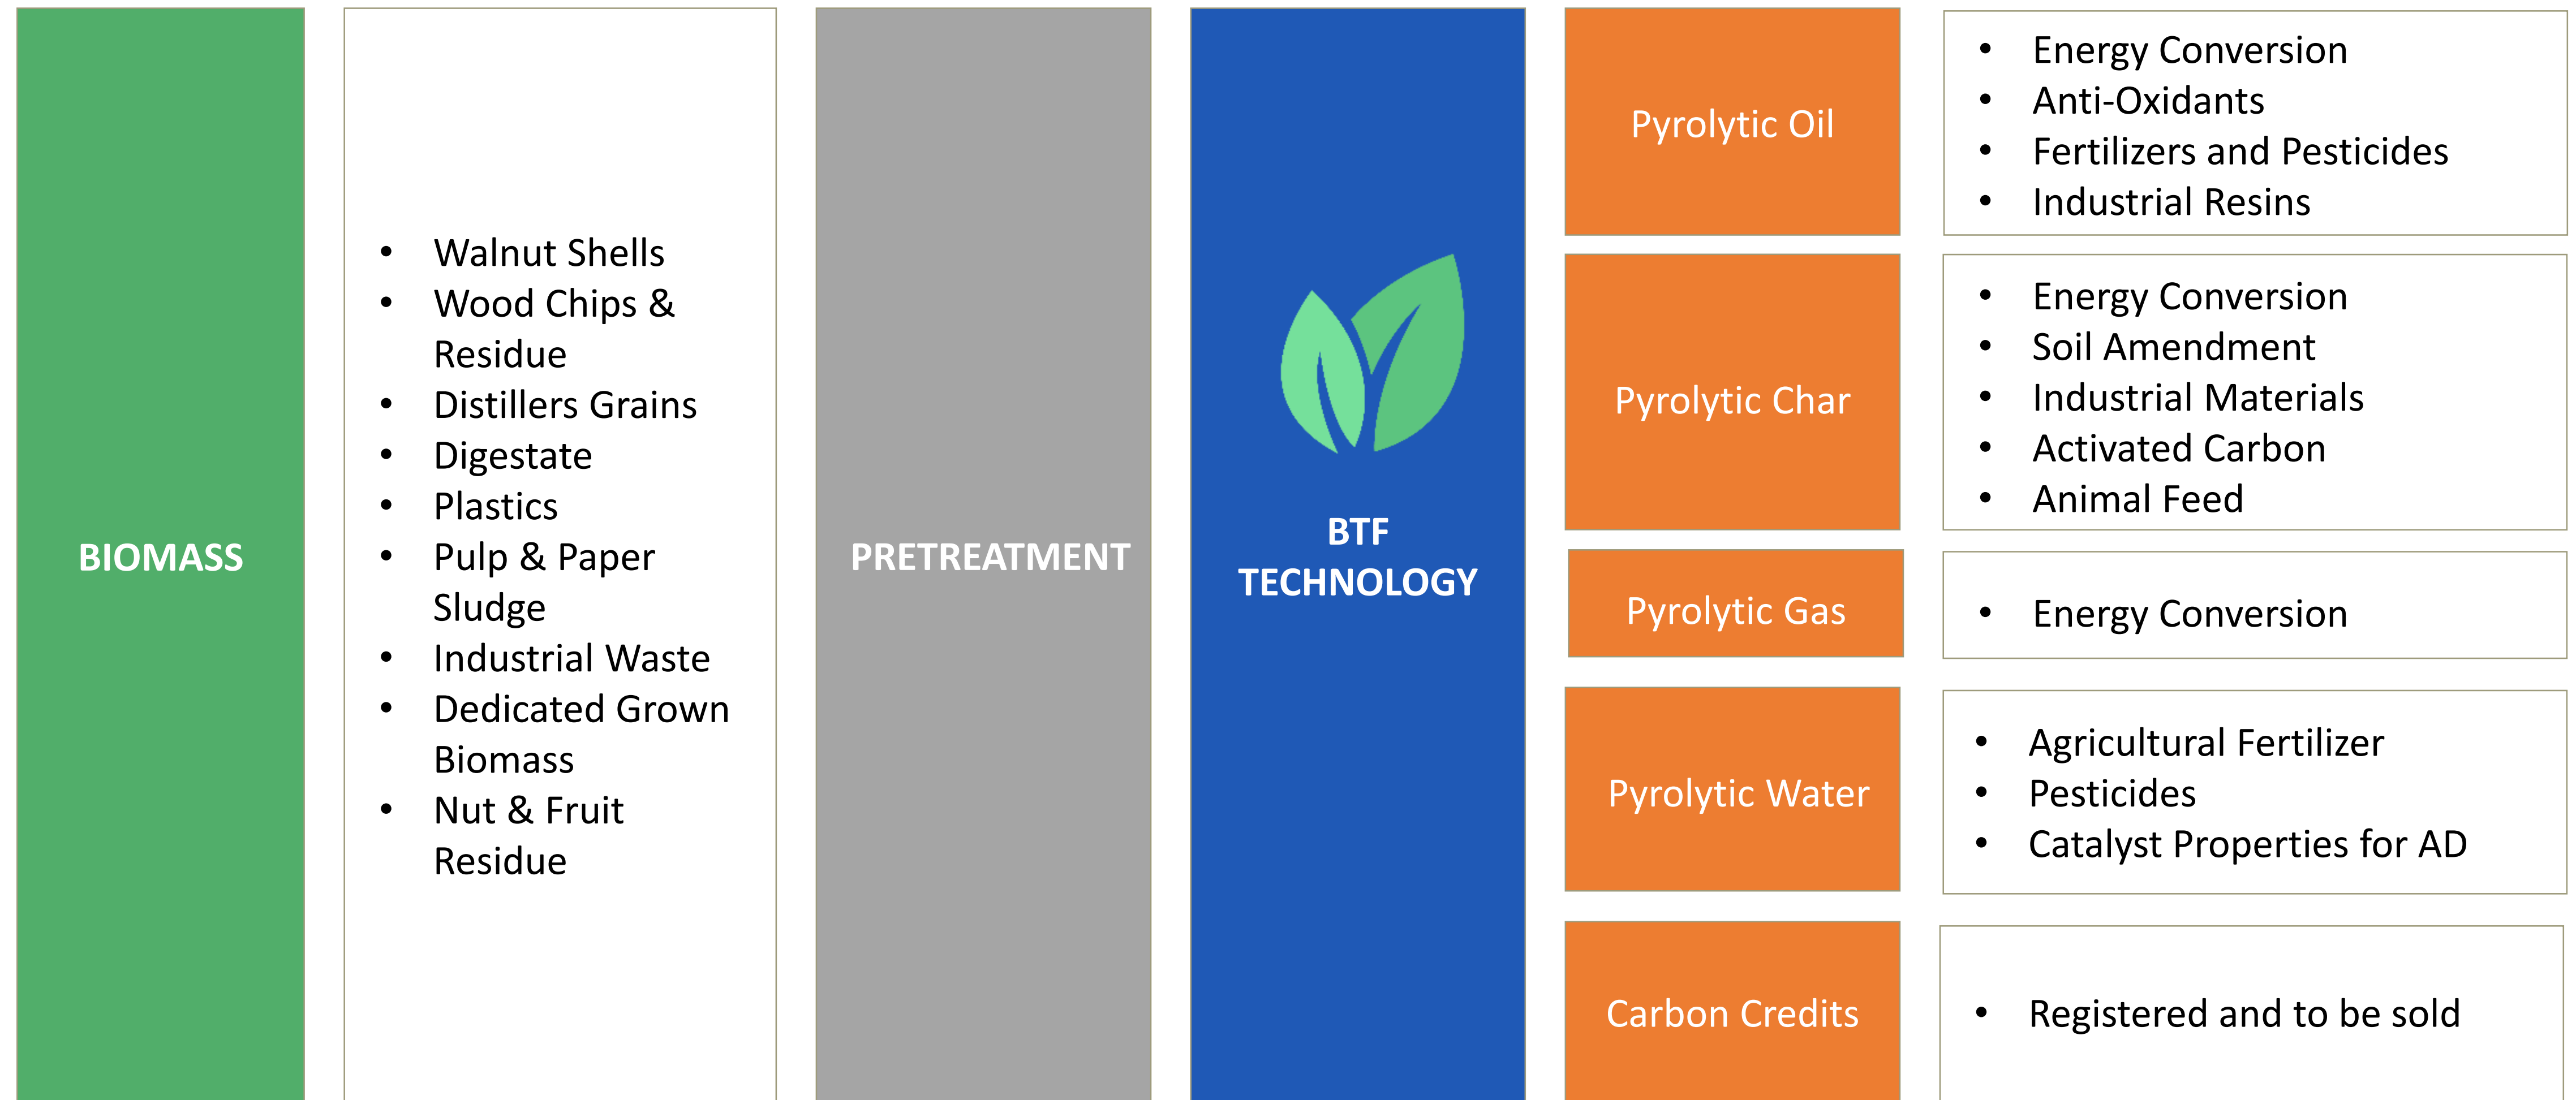 BIOMASS
• Walnut Shells
• Wood Chips &
Residue
• Distillers Grains
• Digestate
• Plastics
• Pulp & Paper
Sludge
• Industrial Waste
• Dedicated Grown
Biomass
• Nut & Fruit
Residue
PRETREATMENT
BTF
TECHNOLOGY
Pyrolytic Oil
• Energy Conversion
• Anti-Oxidants
• Fertilizers and Pesticides
• Industrial Resins
Pyrolytic Char
• Energy Conversion
• Soil Amendment
• Industrial Materials
• Activated Carbon
• Animal Feed
Pyrolytic Gas
• Energy Conversion
Pyrolytic Water
• Agricultural Fertilizer
• Pesticides
• Catalyst Properties for AD
Carbon Credits
• Registered and to be sold